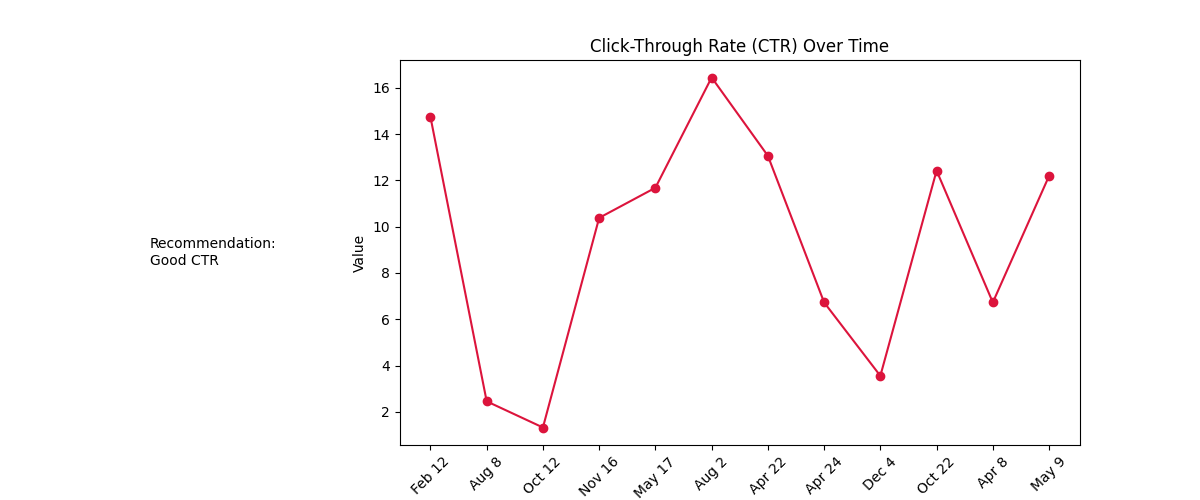 Click-Through Rate (CTR) Over Time
Recommendation:
Good CTR
Value
16
14
12
10
8
6
4
2
Feb 12
Aug 8
Oct 12
Nov 16
May 17
Aug 2
Apr 22
Apr 24
Dec 4
Oct 22
Apr 8
May 9